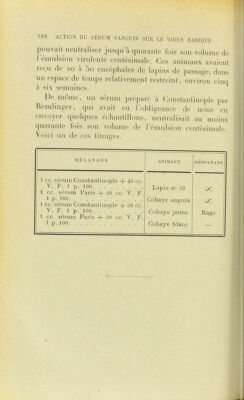 180 ACTION DU SÉRUM SANGUIN SUR LE VIRUS RABIQUE
pouvait neutraliser jusqu'à quarante fois son volume de
l'émulsion virulente centésimale. Ces animaux avaient
reçu de 20 à 50 encéphales de lapins de passage, dans
un espace de temps relativement restreint, environ cinq
à six semaines.
De même, un sérum préparé à Constantinople par
Remlinger, qui avait eu l'obligeance de nous en
envoyer quelques échantillons, neutralisait au moins
quarante fois son volume de l'émulsion centésimale.
Voici un de ces titrages.
MÉLANGES ANIMAUX RÉSULTATS
1 cc. sérum Constantinople + 40 cc.
V. F. 1 p. 100. Lapin nº 32 ∞
1 cc. sérum Paris + 40 cc. V. F.
1 p. 100. Cobaye angora ∞
1 cc. sérum Constantinople + 50 cc.
V. F. 1 p. 100. Cobaye jaune Rage
1 cc. sérum Paris + 50 cc. V. F.
1 p. 100. Cobaye blanc —